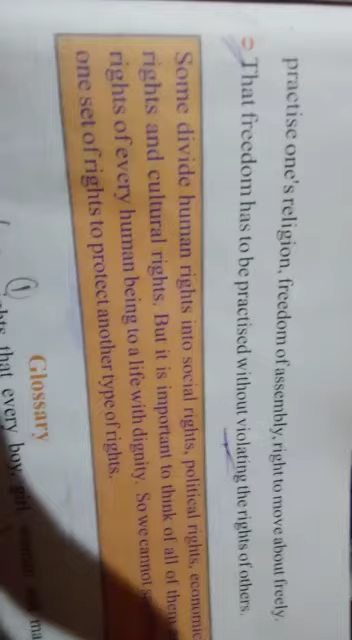 practise one's religion, freedom of assembly, right to move about freely.
That freedom has to be practised without violating the rights of others.
Some divide human rights into social rights, political rights, economic
rights and cultural rights. But it is important to think of all of them
rights of every human being to a life with dignity. So we cannot
one set of rights to protect another type of rights.
Glossary
that every boy, girl